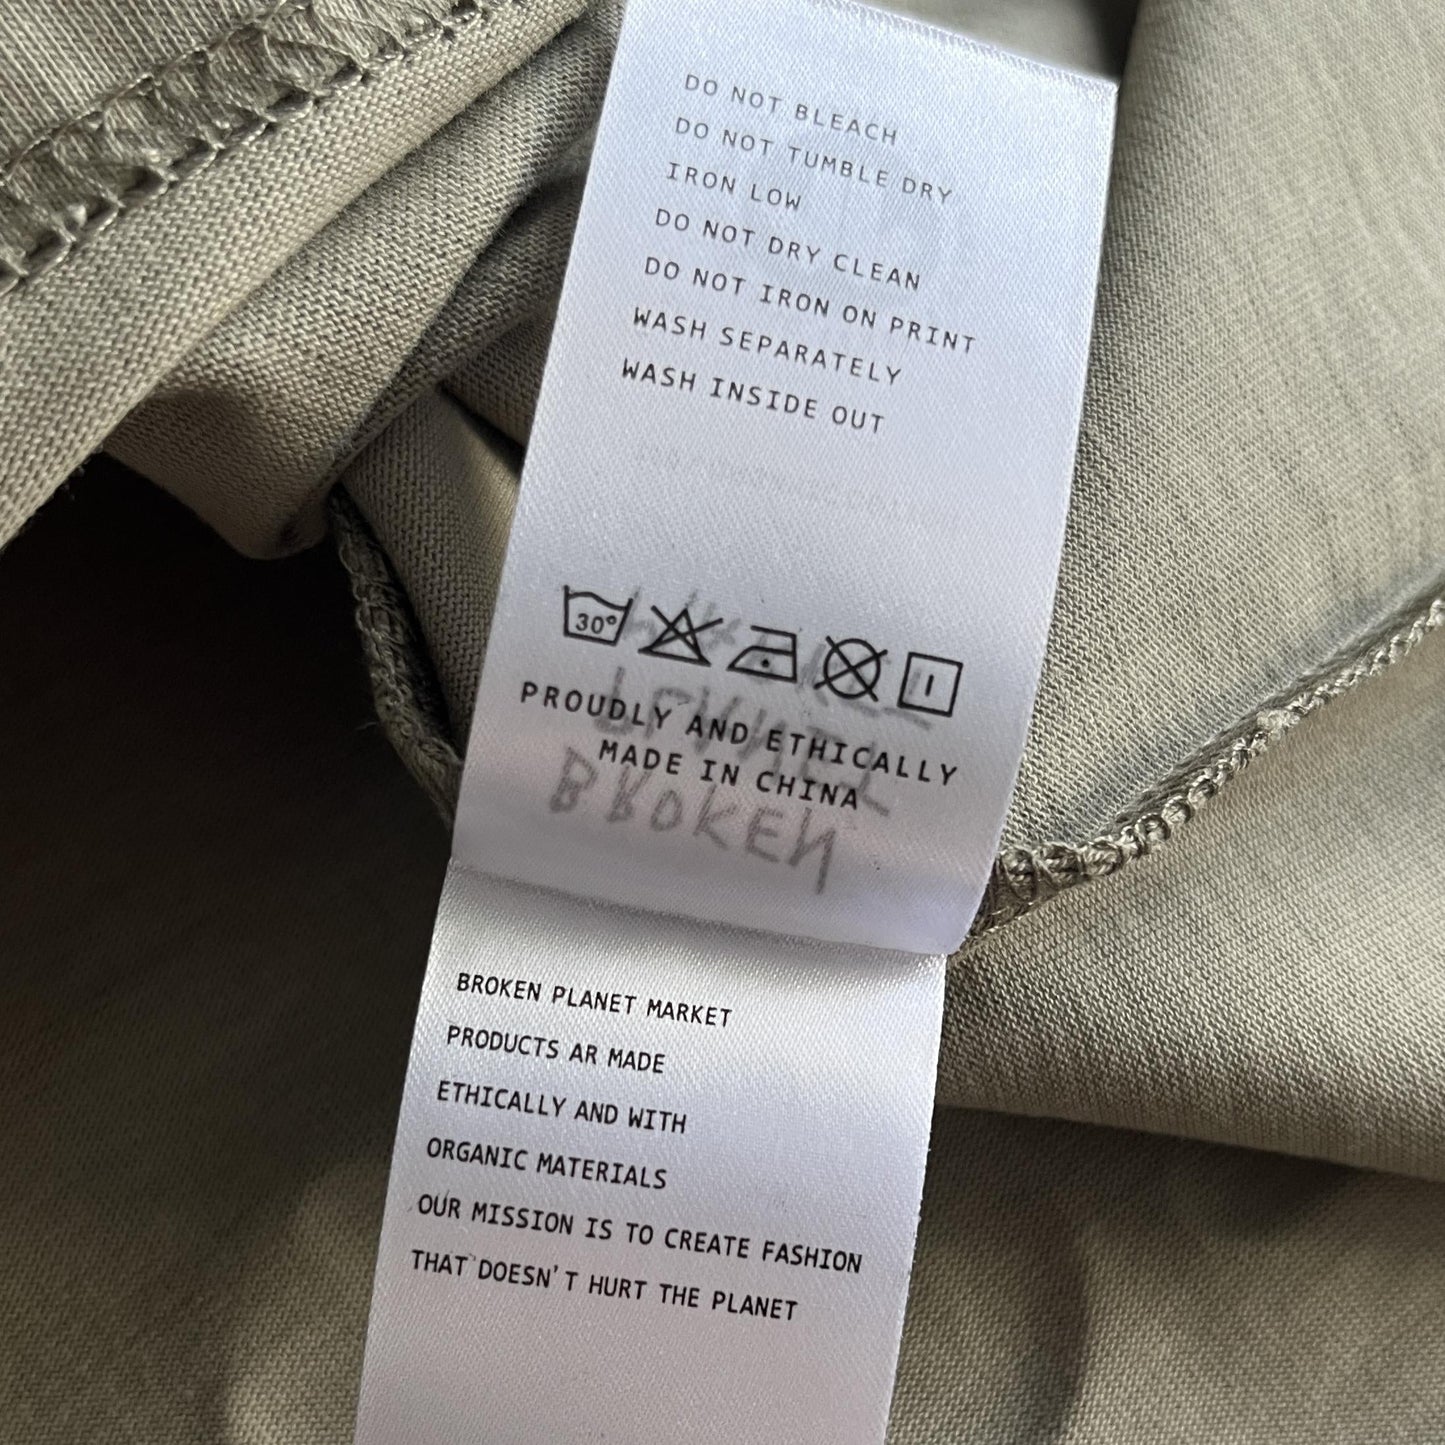 DO NOT BLEACH
DO NOT TUMBLE DRY
IRON LOW
DO NOT DRY CLEAN
DO NOT IRON ON PRINT
WASH SEPARATELY
WASH INSIDE OUT
30°
PROUDLY AND ETHICALLY
MADE IN CHINA
BROKEN
BROKEN PLANET MARKET
PRODUCTS AR MADE
ETHICALLY AND WITH
ORGANIC MATERIALS
OUR MISSION IS TO CREATE FASHION
THAT DOESN'T HURT THE PLANET